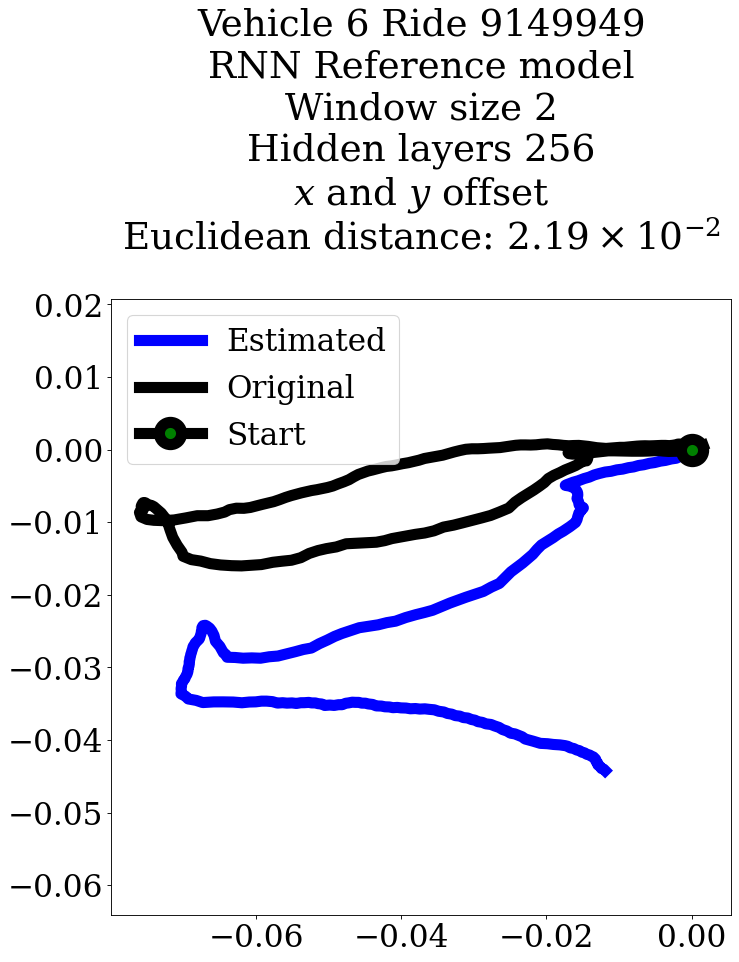 Vehicle 6 Ride 9149949
RNN Reference model
Window size 2
Hidden layers 256
x and y offset
Euclidean distance: 2.19 × 10⁻²
Estimated
Original
Start
0.02
0.01
0.00
−0.01
−0.02
−0.03
−0.04
−0.05
−0.06
−0.06 −0.04 −0.02 0.00